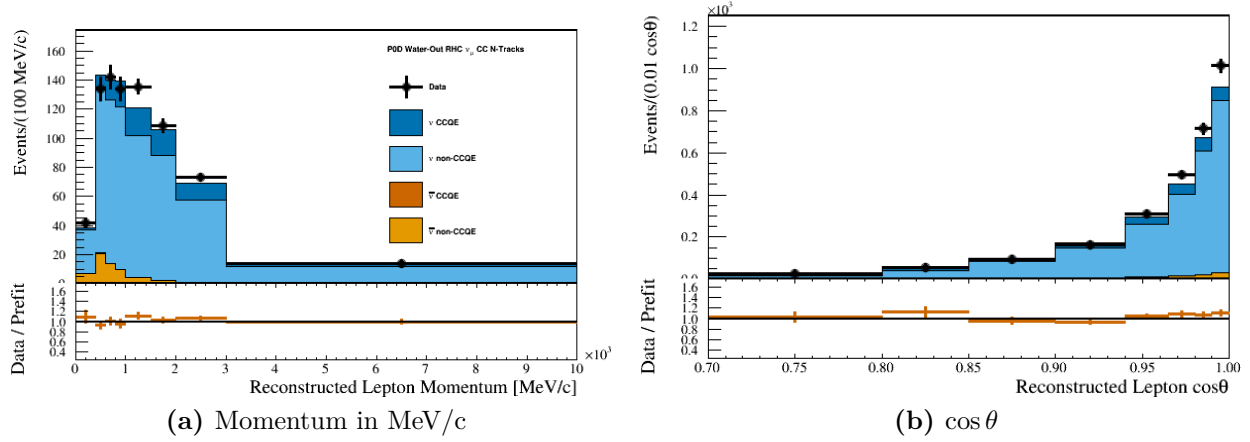 P0D Water-Out RHC ν_μ CC N-Tracks
Data
ν CCQE
ν non-CCQE
ν̅ CCQE
ν̅ non-CCQE
Events/(100 MeV/c)
160
140
120
100
80
60
40
20
0
Data / Prefit
1.6
1.4
1.2
1.0
0.8
0.6
0.4
0 1 2 3 4 5 6 7 8 9 10
×10³
Reconstructed Lepton Momentum [MeV/c]
(a) Momentum in MeV/c
×10³
Events/(0.01 cosθ)
1.2
1.0
0.8
0.6
0.4
0.2
0.0
Data / Prefit
1.6
1.4
1.2
1.0
0.8
0.6
0.4
0.70 0.75 0.80 0.85 0.90 0.95 1.00
Reconstructed Lepton cosθ
(b) cos θ